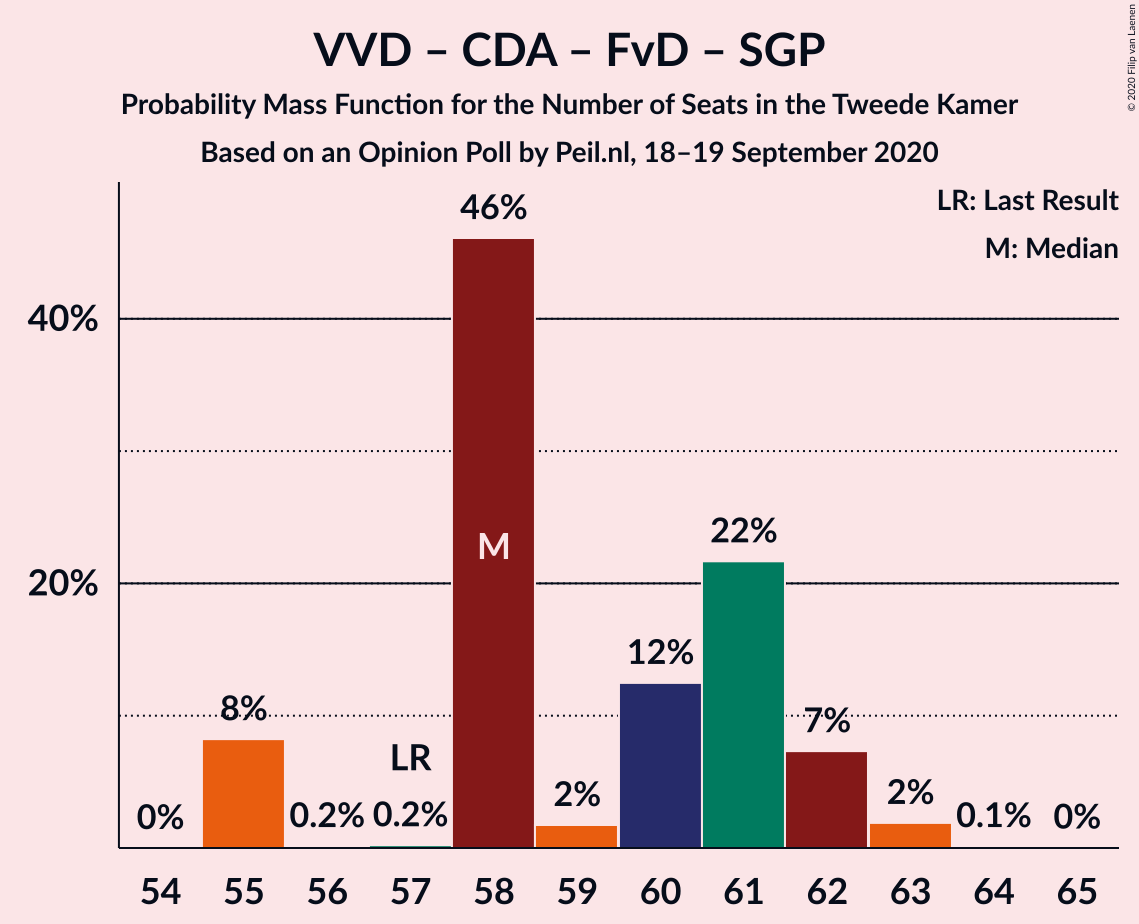 VVD – CDA – FvD – SGP
Probability Mass Function for the Number of Seats in the Tweede Kamer
Based on an Opinion Poll by Peil.nl, 18–19 September 2020
© 2020 Filip van Laenen
LR: Last Result
M: Median
46%
40%
M
22%
20%
12%
8%
7%
LR
0%
0.2%
0.2%
2%
2%
0.1%
0%
54 55 56 57 58 59 60 61 62 63 64 65